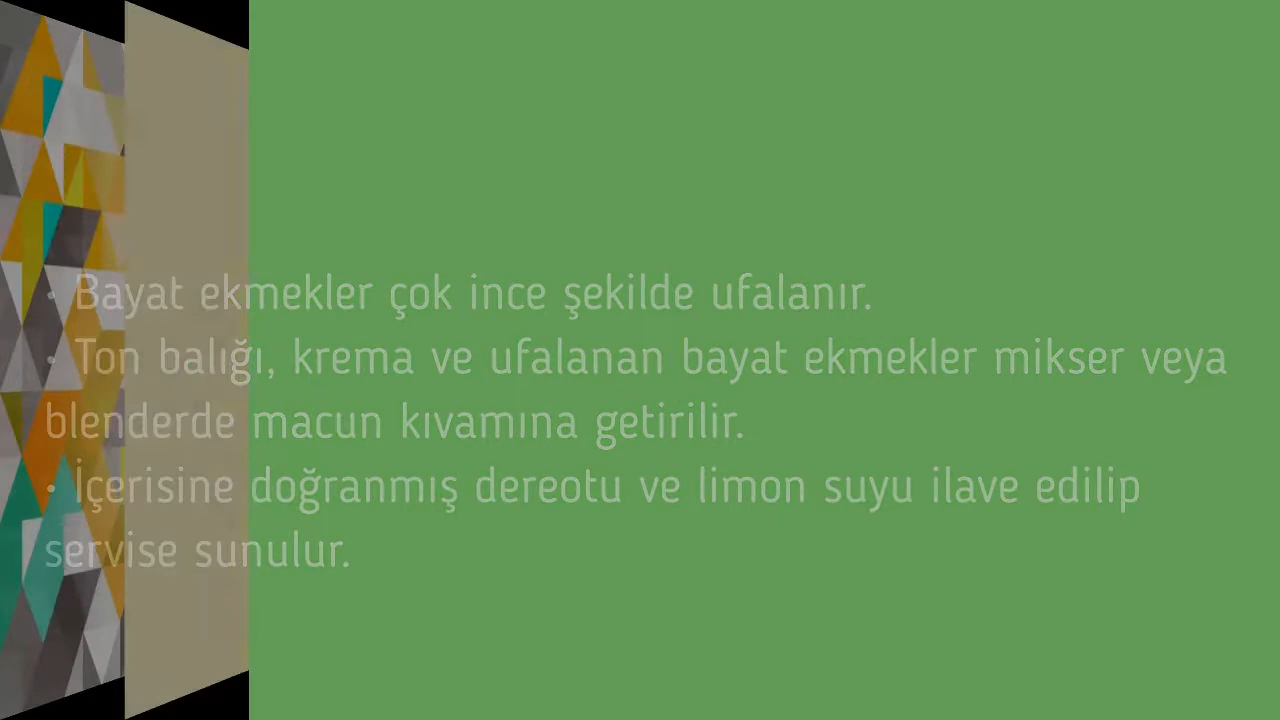 • Bayat ekmekler çok ince şekilde ufalanır.
• Ton balığı, krema ve ufalanan bayat ekmekler mikser veya
blenderde macun kıvamına getirilir.
• İçerisine doğranmış dereotu ve limon suyu ilave edilip
servise sunulur.